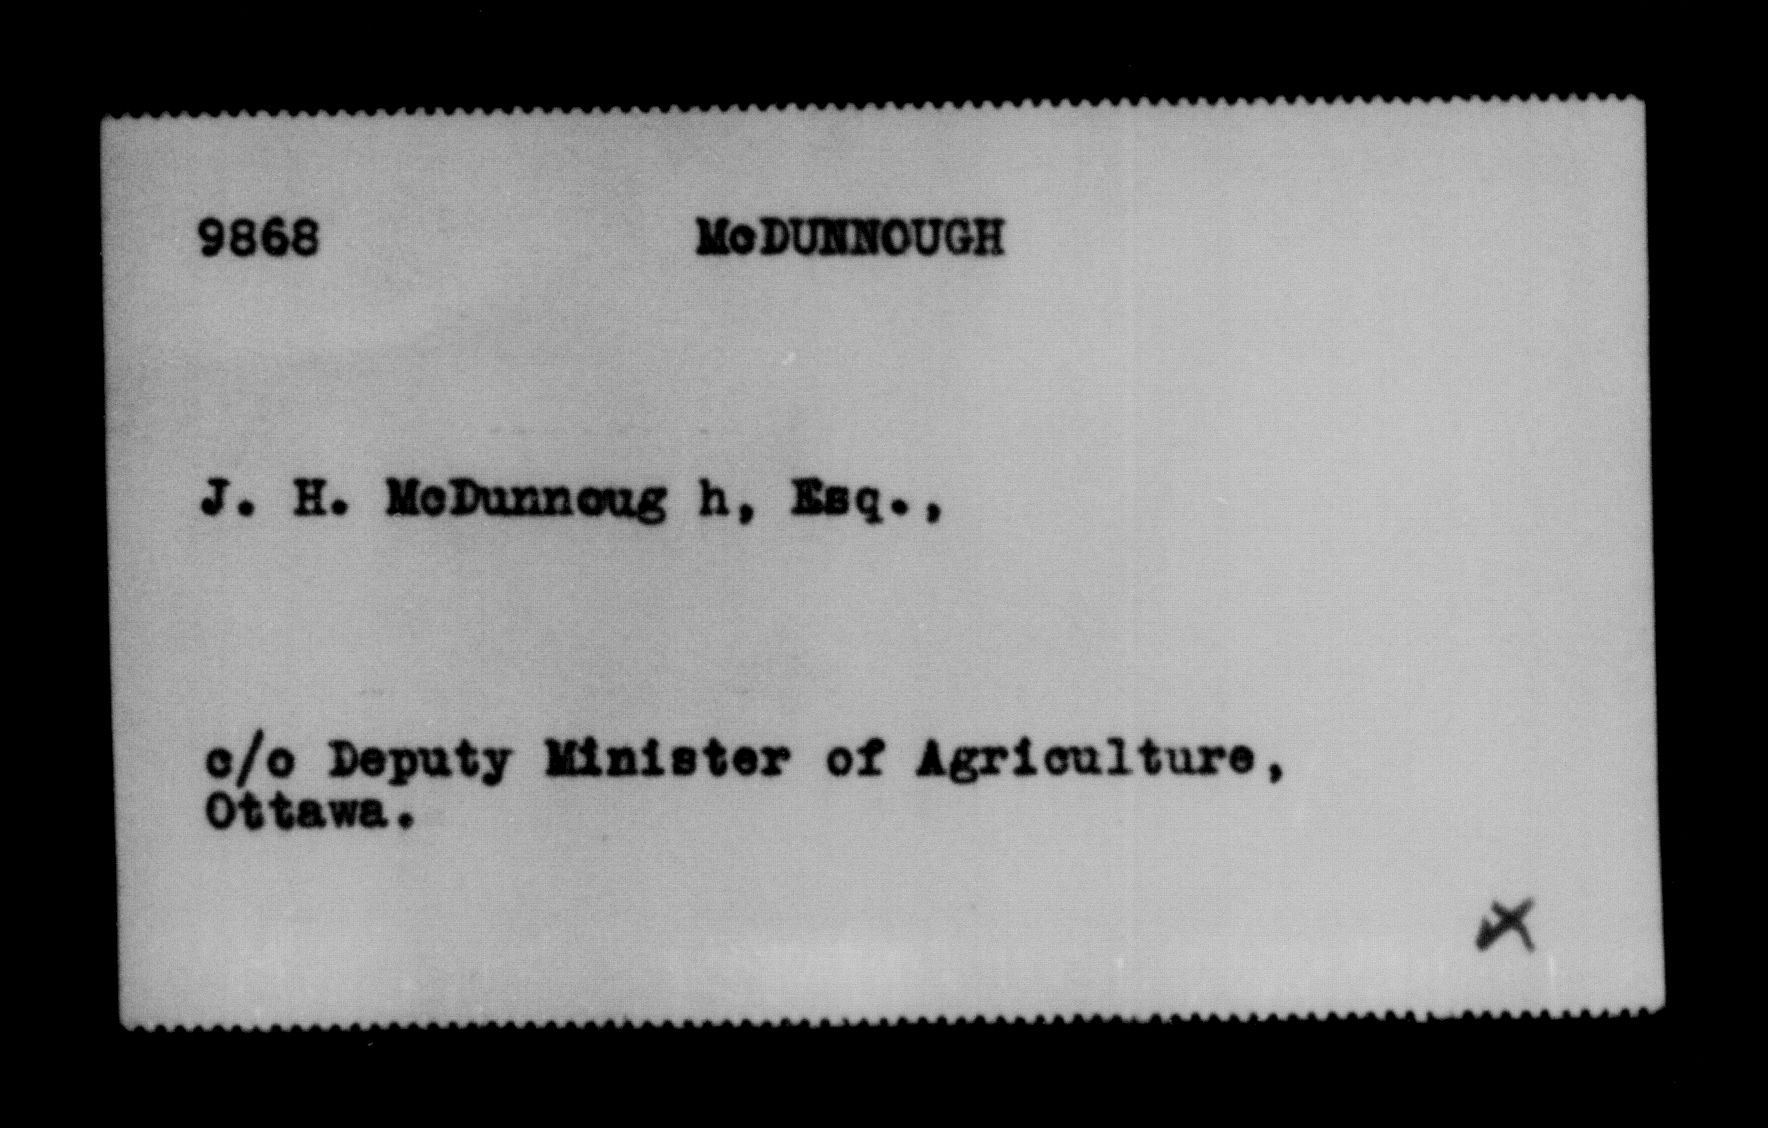 9868 McDUNNOUGH
J. H. McDunnoug h, Esq.,
c/o Deputy Minister of Agriculture,
Ottawa.